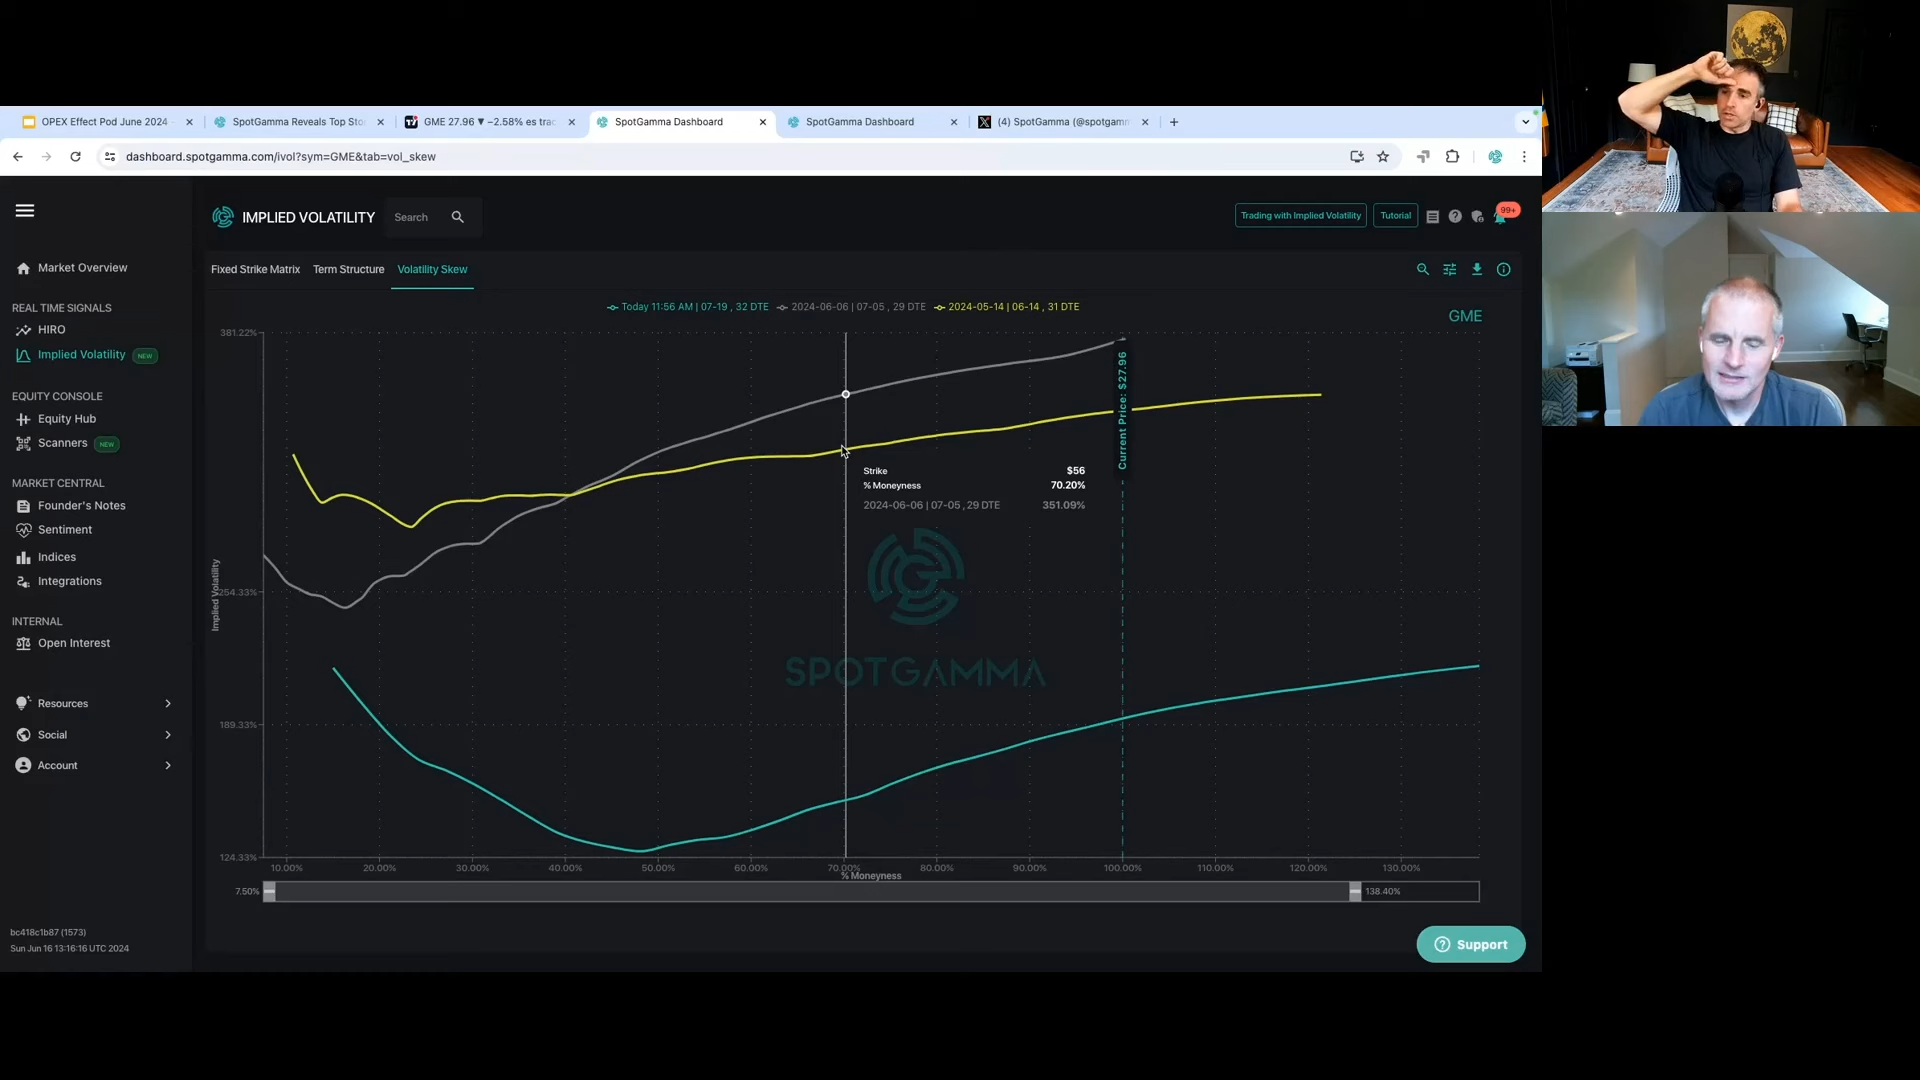 OPEX Effect Pod June 2024
SpotGamma Reveals Top Sto
GME 27.96 ▼ −2.58% es trac
SpotGamma Dashboard
SpotGamma Dashboard
(4) SpotGamma (@spotgamm
dashboard.spotgamma.com/ivol?sym=GME&tab=vol_skew
IMPLIED VOLATILITY
Search
Trading with Implied Volatility
Tutorial
99+
Market Overview
REAL TIME SIGNALS
HIRO
Implied Volatility NEW
EQUITY CONSOLE
Equity Hub
Scanners NEW
MARKET CENTRAL
Founder's Notes
Sentiment
Indices
Integrations
INTERNAL
Open Interest
Resources
Social
Account
bc418c1b87 (1573)
Sun Jun 16 13:16:16 UTC 2024
Fixed Strike Matrix
Term Structure
Volatility Skew
Today 11:56 AM | 07-19 , 32 DTE
2024-06-06 | 07-05 , 29 DTE
2024-05-14 | 06-14 , 31 DTE
GME
381.22%
254.33%
189.33%
124.33%
Implied Volatility
Current Price: $27.96
Strike $56
% Moneyness 70.20%
2024-06-06 | 07-05 , 29 DTE 351.09%
SPOTGAMMA
10.00% 20.00% 30.00% 40.00% 50.00% 60.00% 70.00% 80.00% 90.00% 100.00% 110.00% 120.00% 130.00%
% Moneyness
7.50%
138.40%
Support